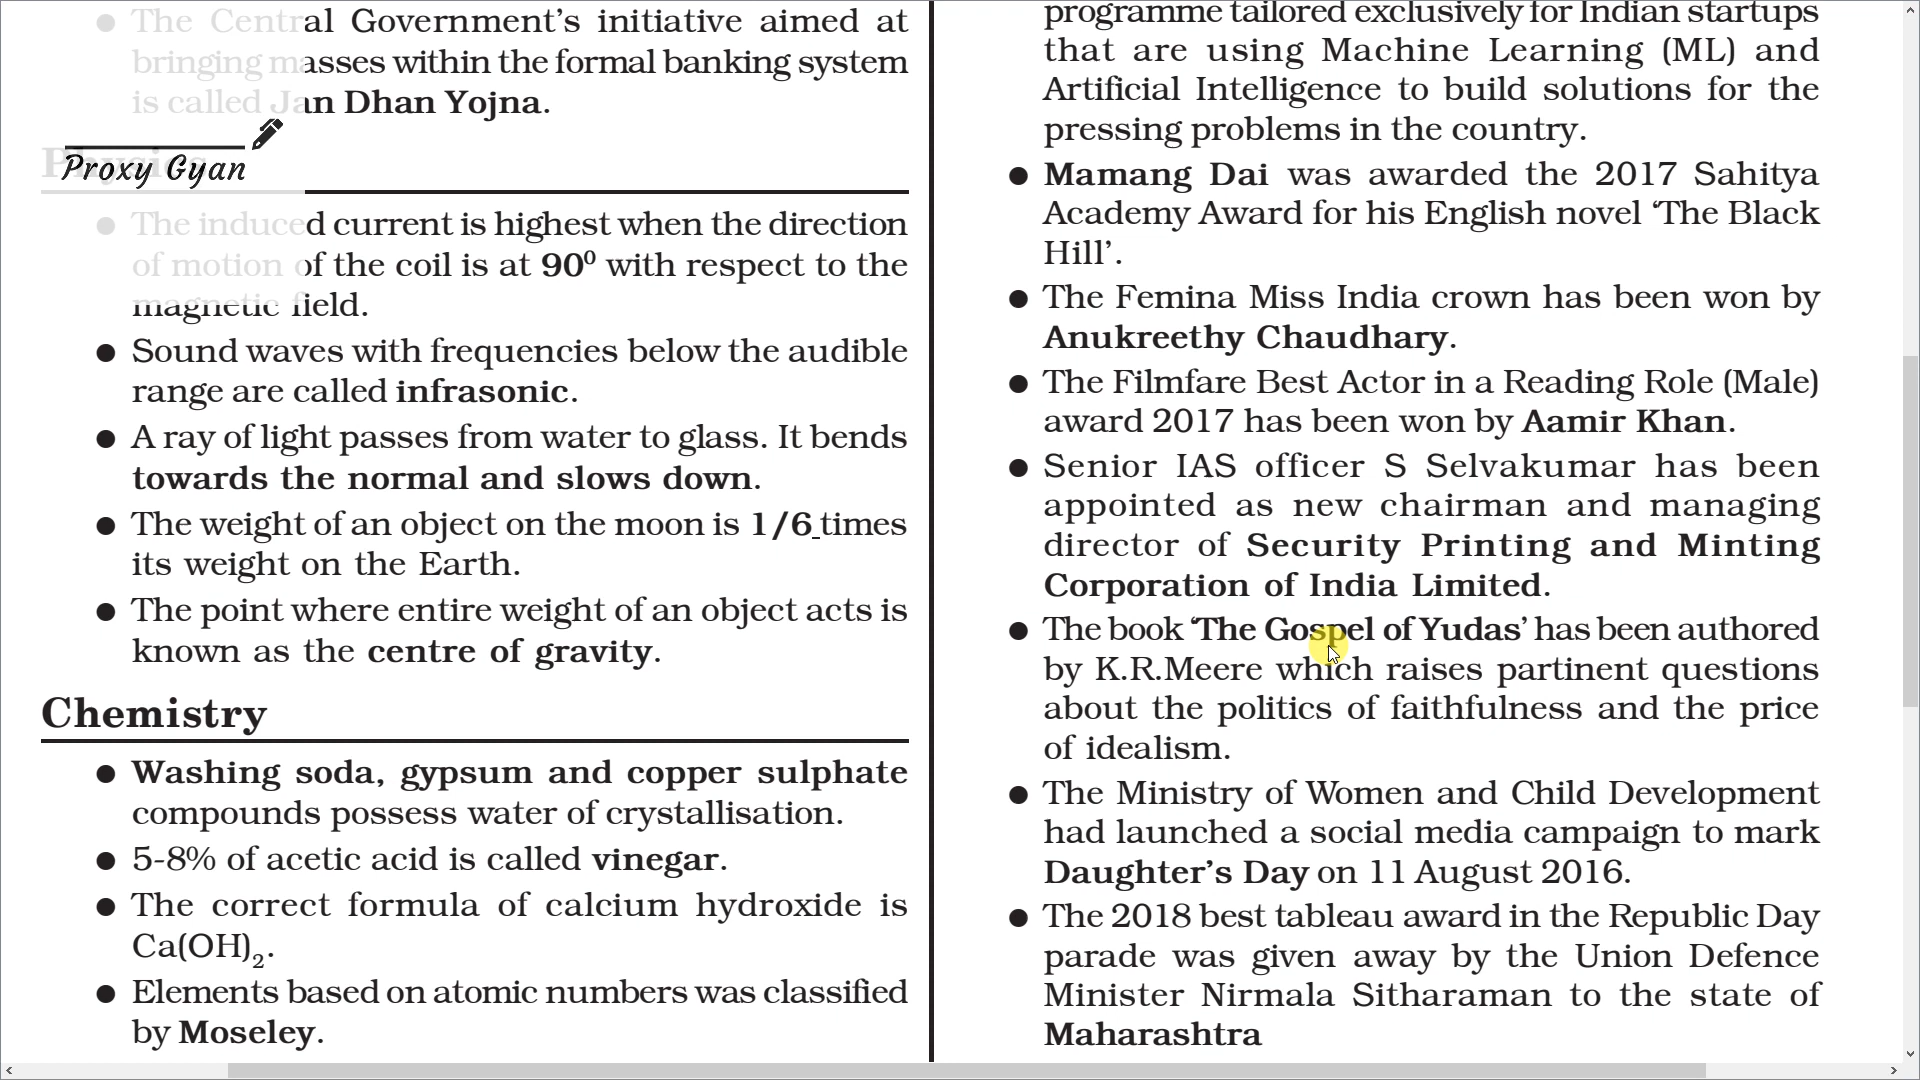 The Central Government's initiative aimed at
bringing masses within the formal banking system
is called Jan Dhan Yojna.
Physics
Proxy Gyan
The induced current is highest when the direction
of motion of the coil is at 90⁰ with respect to the
magnetic field.
Sound waves with frequencies below the audible
range are called infrasonic.
A ray of light passes from water to glass. It bends
towards the normal and slows down.
The weight of an object on the moon is 1/6 times
its weight on the Earth.
The point where entire weight of an object acts is
known as the centre of gravity.
Chemistry
Washing soda, gypsum and copper sulphate
compounds possess water of crystallisation.
5-8% of acetic acid is called vinegar.
The correct formula of calcium hydroxide is
Ca(OH)₂.
Elements based on atomic numbers was classified
by Moseley.
programme tailored exclusively for Indian startups
that are using Machine Learning (ML) and
Artificial Intelligence to build solutions for the
pressing problems in the country.
Mamang Dai was awarded the 2017 Sahitya
Academy Award for his English novel 'The Black
Hill'.
The Femina Miss India crown has been won by
Anukreethy Chaudhary.
The Filmfare Best Actor in a Reading Role (Male)
award 2017 has been won by Aamir Khan.
Senior IAS officer S Selvakumar has been
appointed as new chairman and managing
director of Security Printing and Minting
Corporation of India Limited.
The book 'The Gospel of Yudas' has been authored
by K.R.Meere which raises partinent questions
about the politics of faithfulness and the price
of idealism.
The Ministry of Women and Child Development
had launched a social media campaign to mark
Daughter's Day on 11 August 2016.
The 2018 best tableau award in the Republic Day
parade was given away by the Union Defence
Minister Nirmala Sitharaman to the state of
Maharashtra